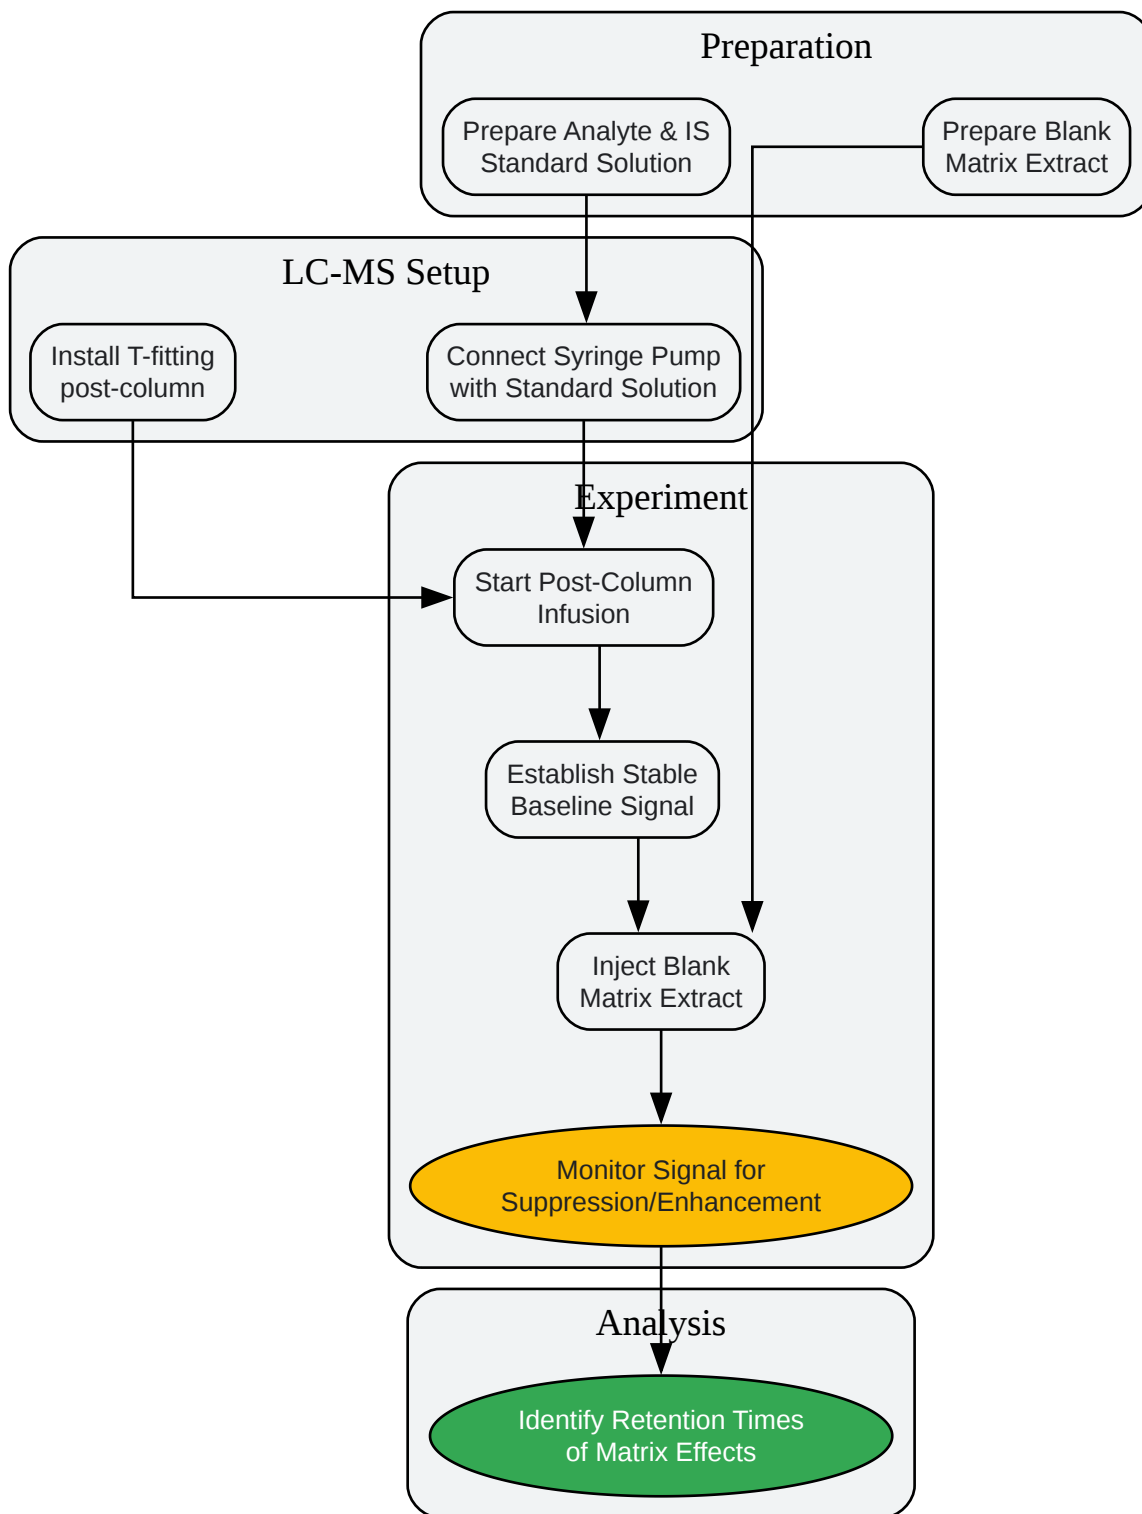 Preparation
Prepare Analyte & IS
Standard Solution
Prepare Blank
Matrix Extract
LC-MS Setup
Install T-fitting
post-column
Connect Syringe Pump
with Standard Solution
Experiment
Start Post-Column
Infusion
Establish Stable
Baseline Signal
Inject Blank
Matrix Extract
Monitor Signal for
Suppression/Enhancement
Analysis
Identify Retention Times
of Matrix Effects